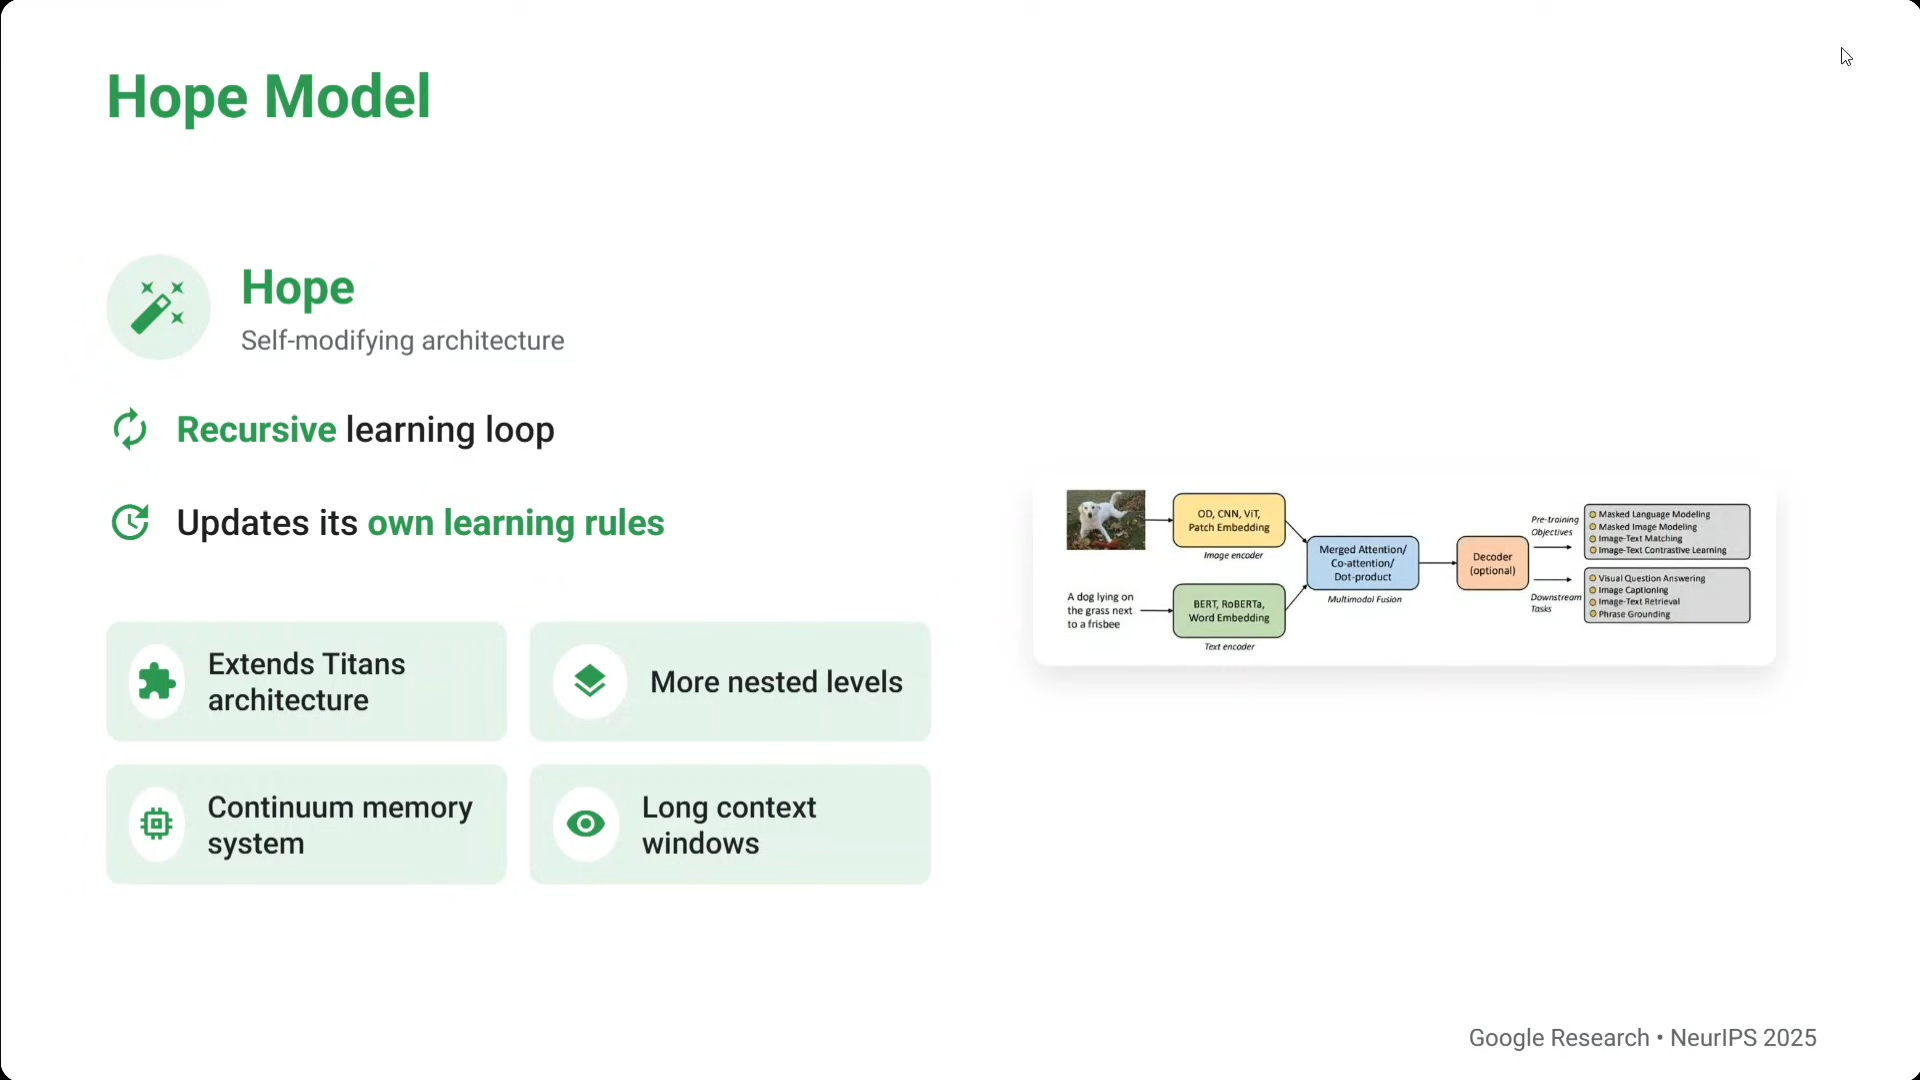 Hope Model
Hope
Self-modifying architecture
Recursive learning loop
Updates its own learning rules
Extends Titans
architecture
More nested levels
Continuum memory
system
Long context
windows
OD, CNN, ViT,
Patch Embedding
Image encoder
A dog lying on
the grass next
to a frisbee
BERT, RoBERTa,
Word Embedding
Text encoder
Merged Attention/
Co-attention/
Dot-product
Multimodal Fusion
Decoder
(optional)
Pre-training
Objectives
Masked Language Modeling
Masked Image Modeling
Image-Text Matching
Image-Text Contrastive Learning
Downstream
Tasks
Visual Question Answering
Image Captioning
Image-Text Retrieval
Phrase Grounding
Google Research • NeurIPS 2025